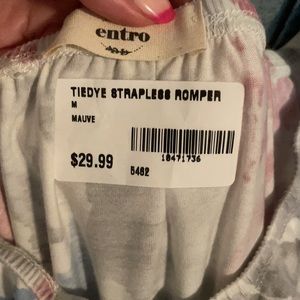 entro
TIEDYE STRAPLESS ROMPER
M
MAUVE
10471736
$29.99
5462